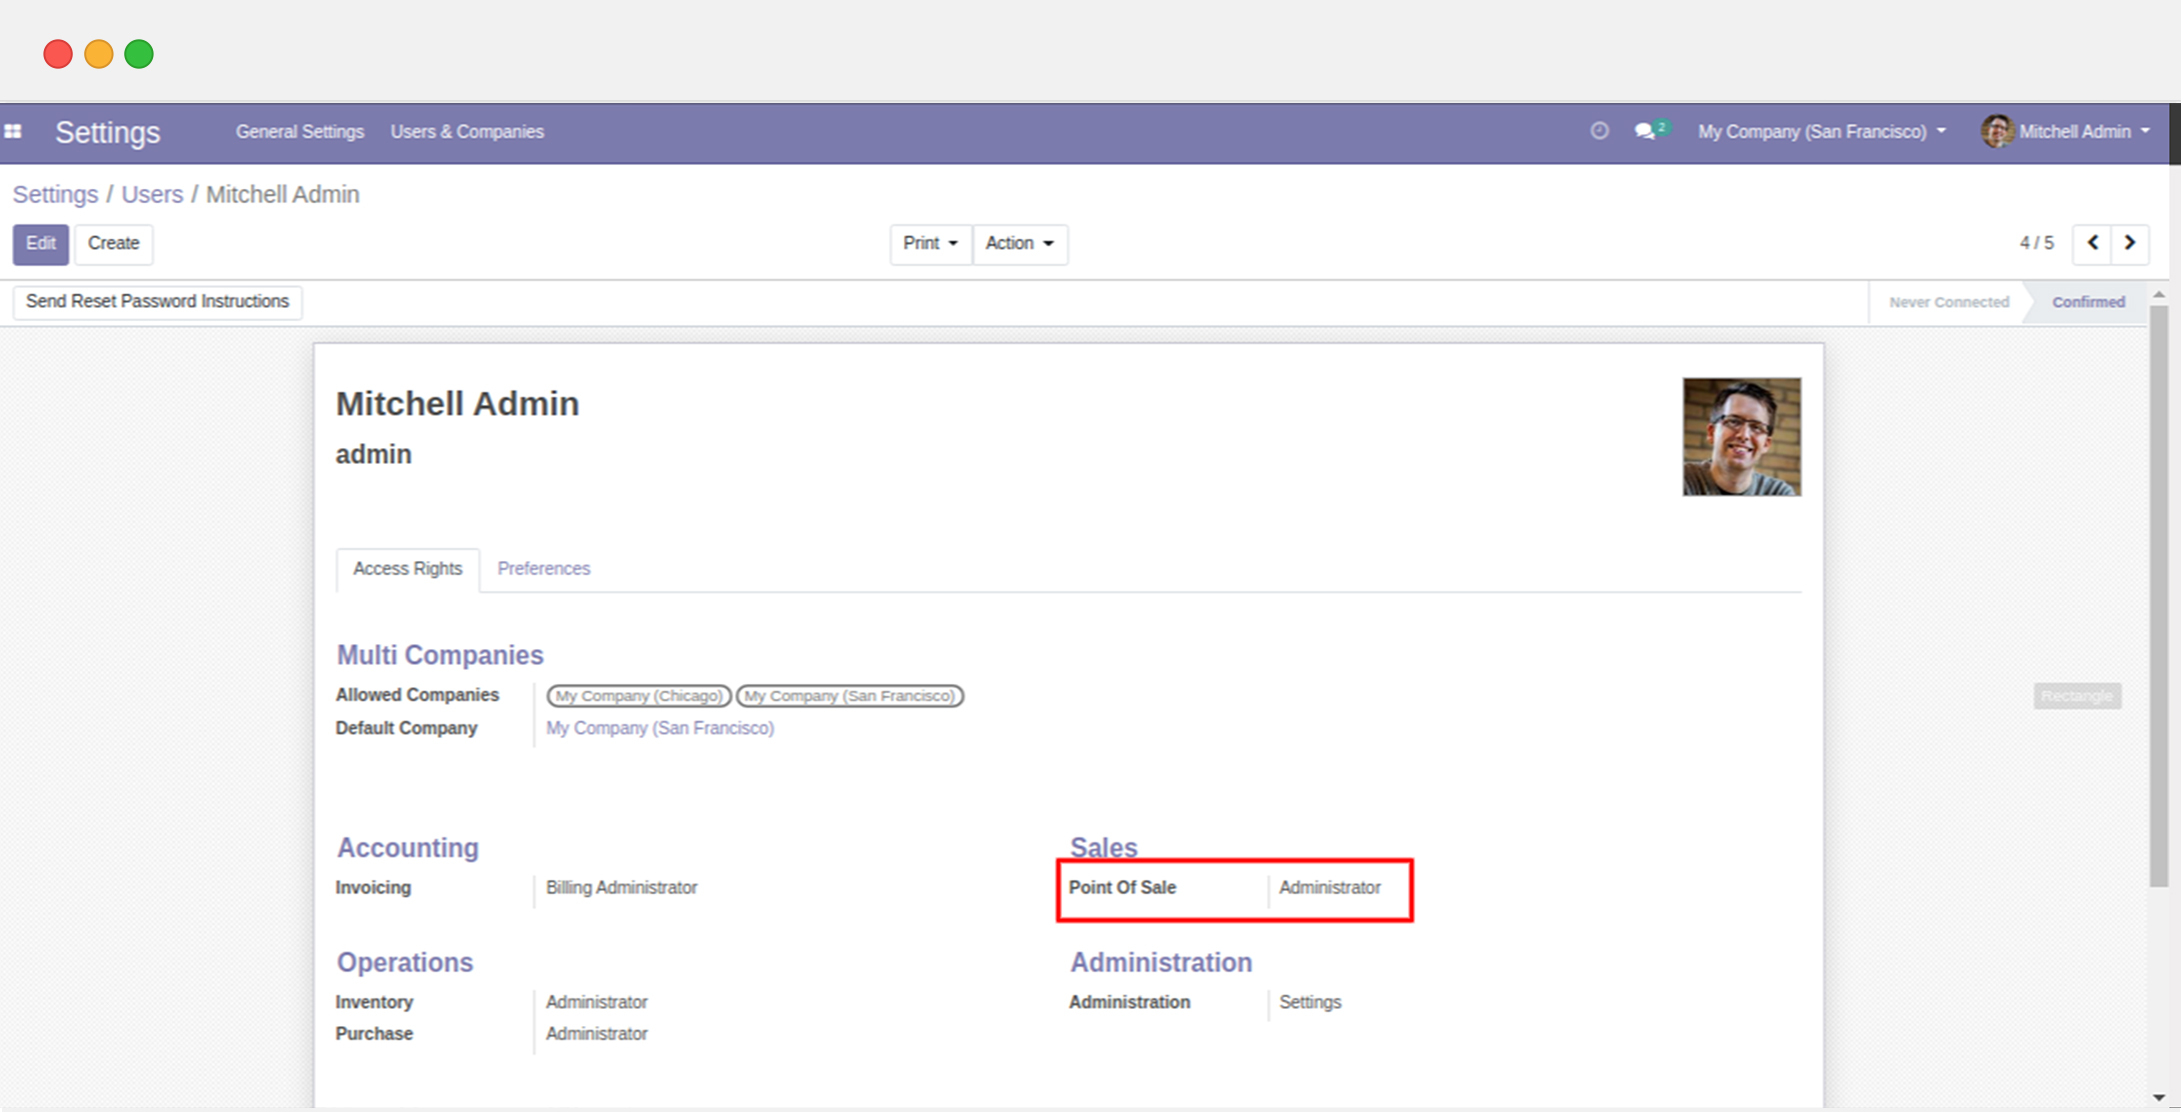 Settings General Settings Users & Companies 2 My Company (San Francisco) Mitchell Admin
Settings / Users / Mitchell Admin
Edit Create Print Action 4 / 5
Send Reset Password Instructions Never Connected Confirmed
Mitchell Admin
admin
Access Rights Preferences
Multi Companies
Allowed Companies My Company (Chicago) My Company (San Francisco)
Rectangle
Default Company My Company (San Francisco)
Accounting Sales
Invoicing Billing Administrator Point Of Sale Administrator
Operations Administration
Inventory Administrator Administration Settings
Purchase Administrator